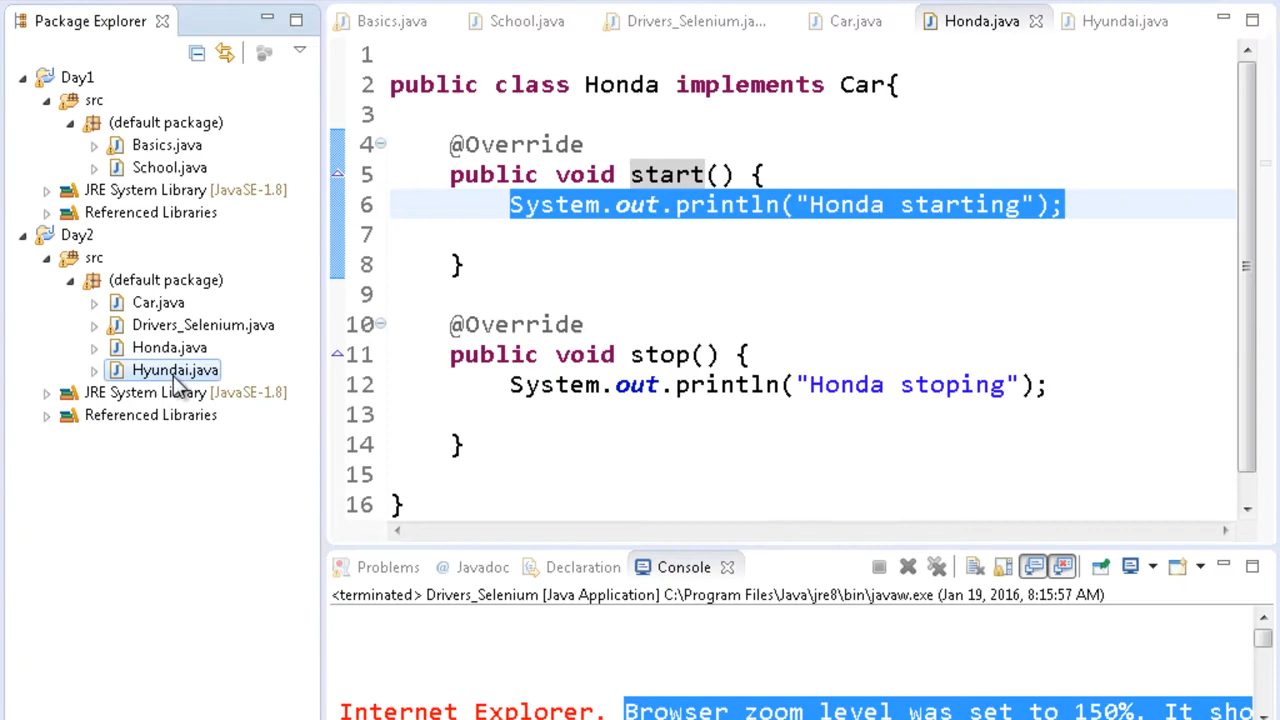 Package Explorer
Day1
src
(default package)
Basics.java
School.java
JRE System Library [JavaSE-1.8]
Referenced Libraries
Day2
src
(default package)
Car.java
Drivers_Selenium.java
Honda.java
Hyundai.java
JRE System Library [JavaSE-1.8]
Referenced Libraries
Basics.java School.java Drivers_Selenium.ja... Car.java Honda.java Hyundai.java
1
2 public class Honda implements Car{
3
4 @Override
5 public void start() {
6 System.out.println("Honda starting");
7
8 }
9
10 @Override
11 public void stop() {
12 System.out.println("Honda stoping");
13
14 }
15
16 }
Problems @ Javadoc Declaration Console
<terminated> Drivers_Selenium [Java Application] C:\Program Files\Java\jre8\bin\javaw.exe (Jan 19, 2016, 8:15:57 AM)
Internet Explorer. Browser zoom level was set to 150%. It sho